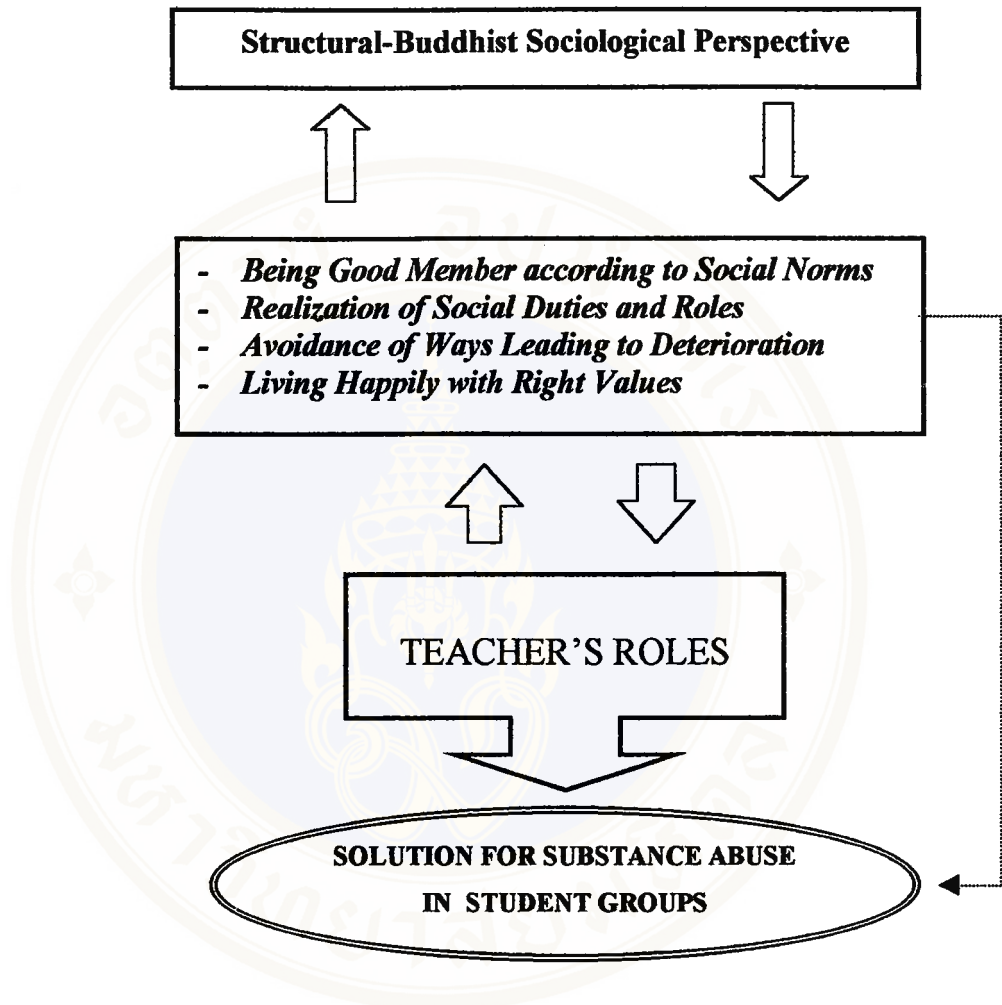 Structural-Buddhist Sociological Perspective
- Being Good Member according to Social Norms
- Realization of Social Duties and Roles
- Avoidance of Ways Leading to Deterioration
- Living Happily with Right Values
TEACHER'S ROLES
SOLUTION FOR SUBSTANCE ABUSE
IN STUDENT GROUPS